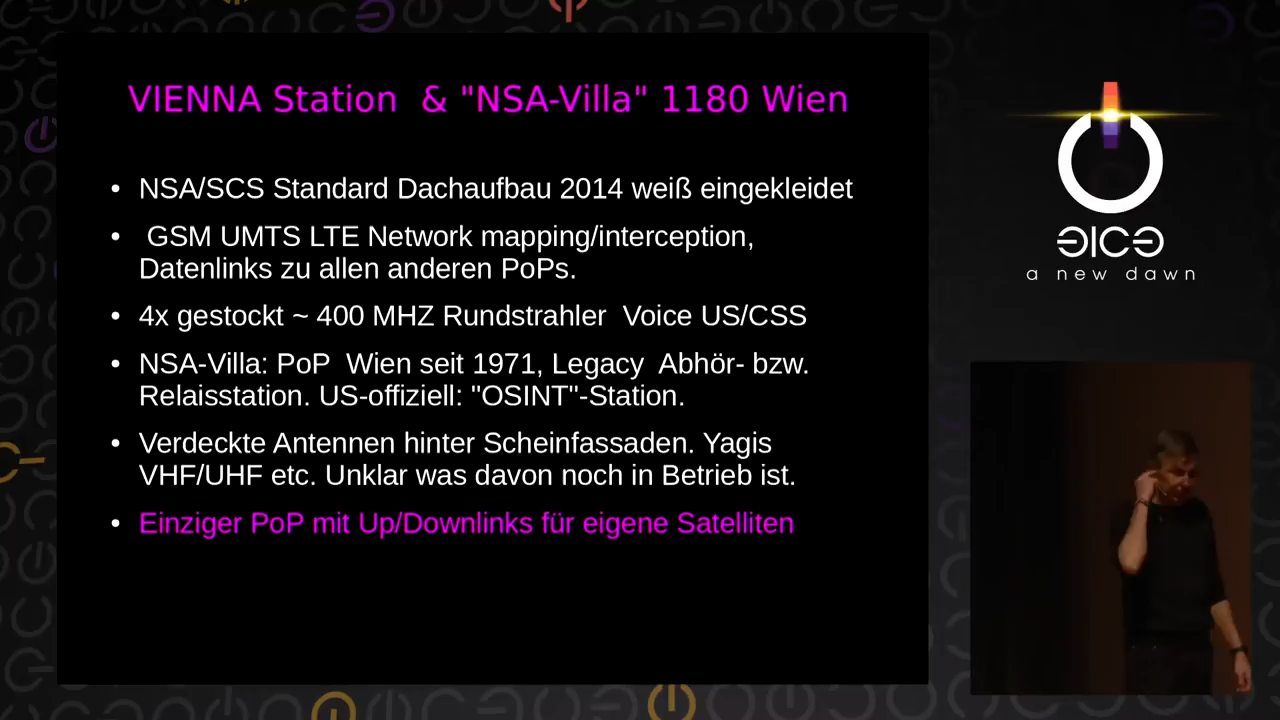 VIENNA Station  & "NSA-Villa" 1180 Wien
• NSA/SCS Standard Dachaufbau 2014 weiß eingekleidet
•  GSM UMTS LTE Network mapping/interception,
Datenlinks zu allen anderen PoPs.
• 4x gestockt ~ 400 MHZ Rundstrahler  Voice US/CSS
• NSA-Villa: PoP  Wien seit 1971, Legacy  Abhör- bzw.
Relaisstation. US-offiziell: "OSINT"-Station.
• Verdeckte Antennen hinter Scheinfassaden. Yagis
VHF/UHF etc. Unklar was davon noch in Betrieb ist.
• Einziger PoP mit Up/Downlinks für eigene Satelliten
a new dawn